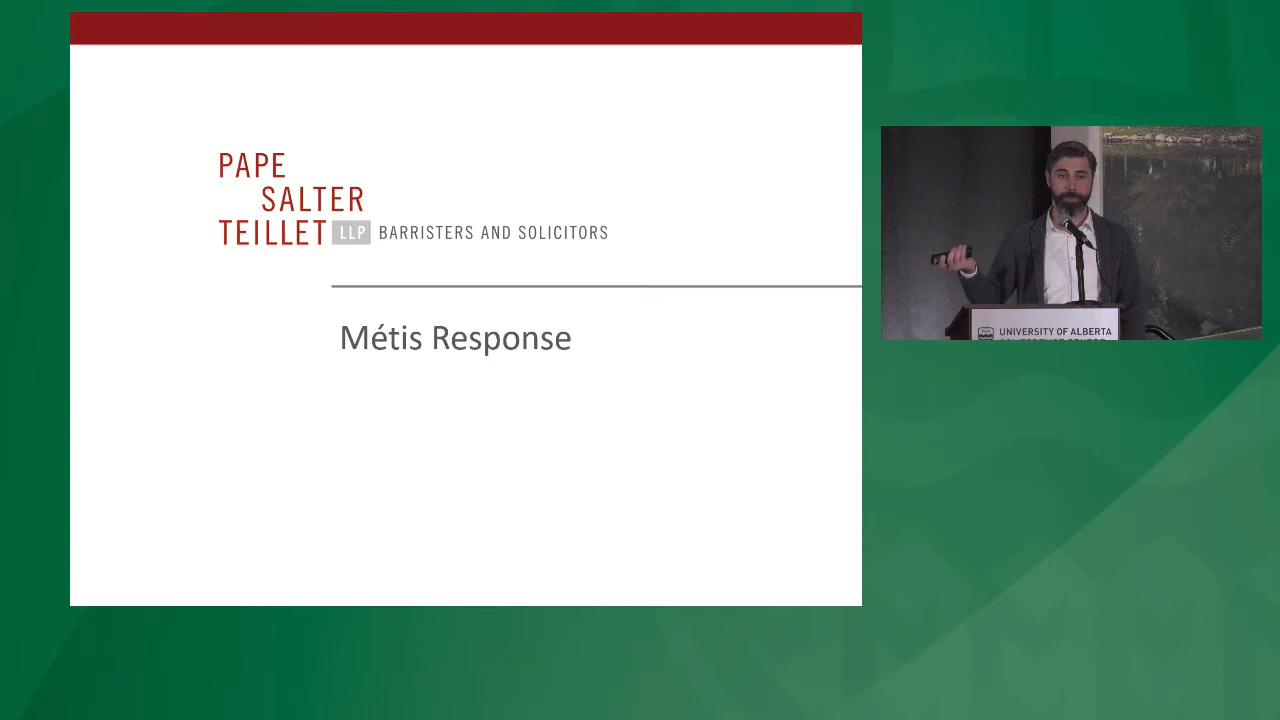 PAPE
SALTER
TEILLET LLP BARRISTERS AND SOLICITORS
Métis Response
UNIVERSITY OF ALBERTA